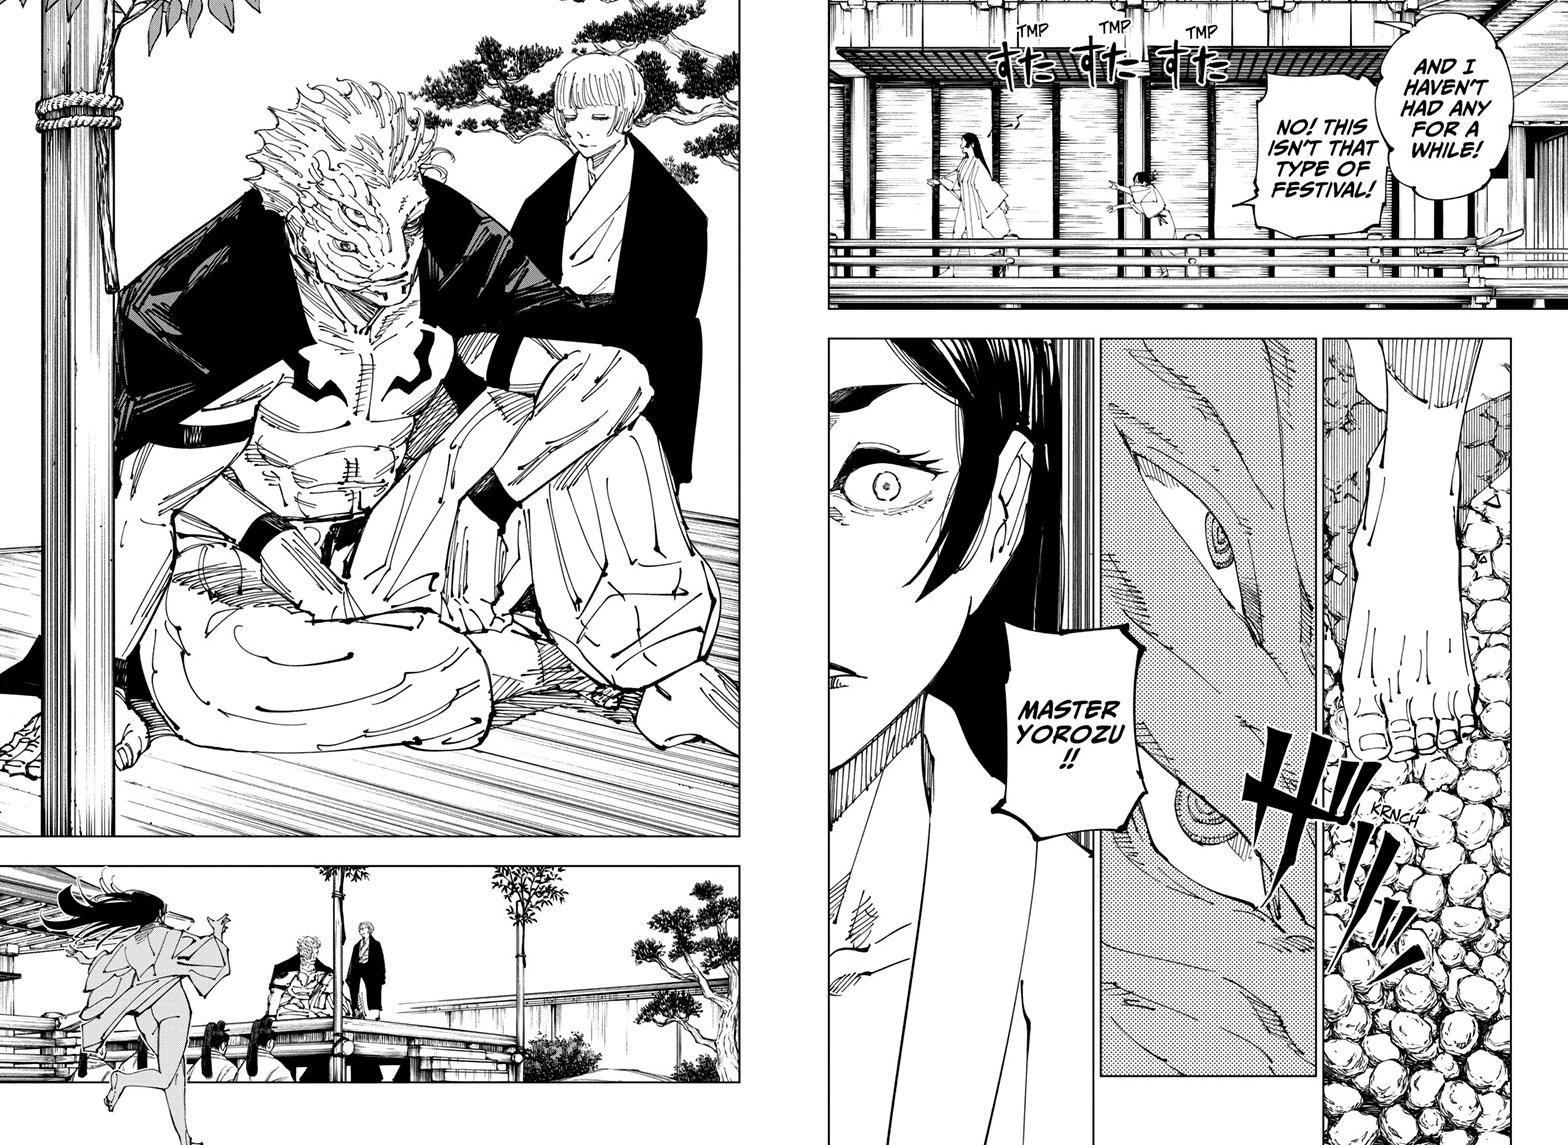 AND I
HAVEN'T
HAD ANY
FOR A
WHILE!
NO! THIS
ISN'T THAT
TYPE OF
FESTIVAL!
TMP
すた
TMP
すた
TMP
すた
KRNCH
MASTER
YOROZU
!!